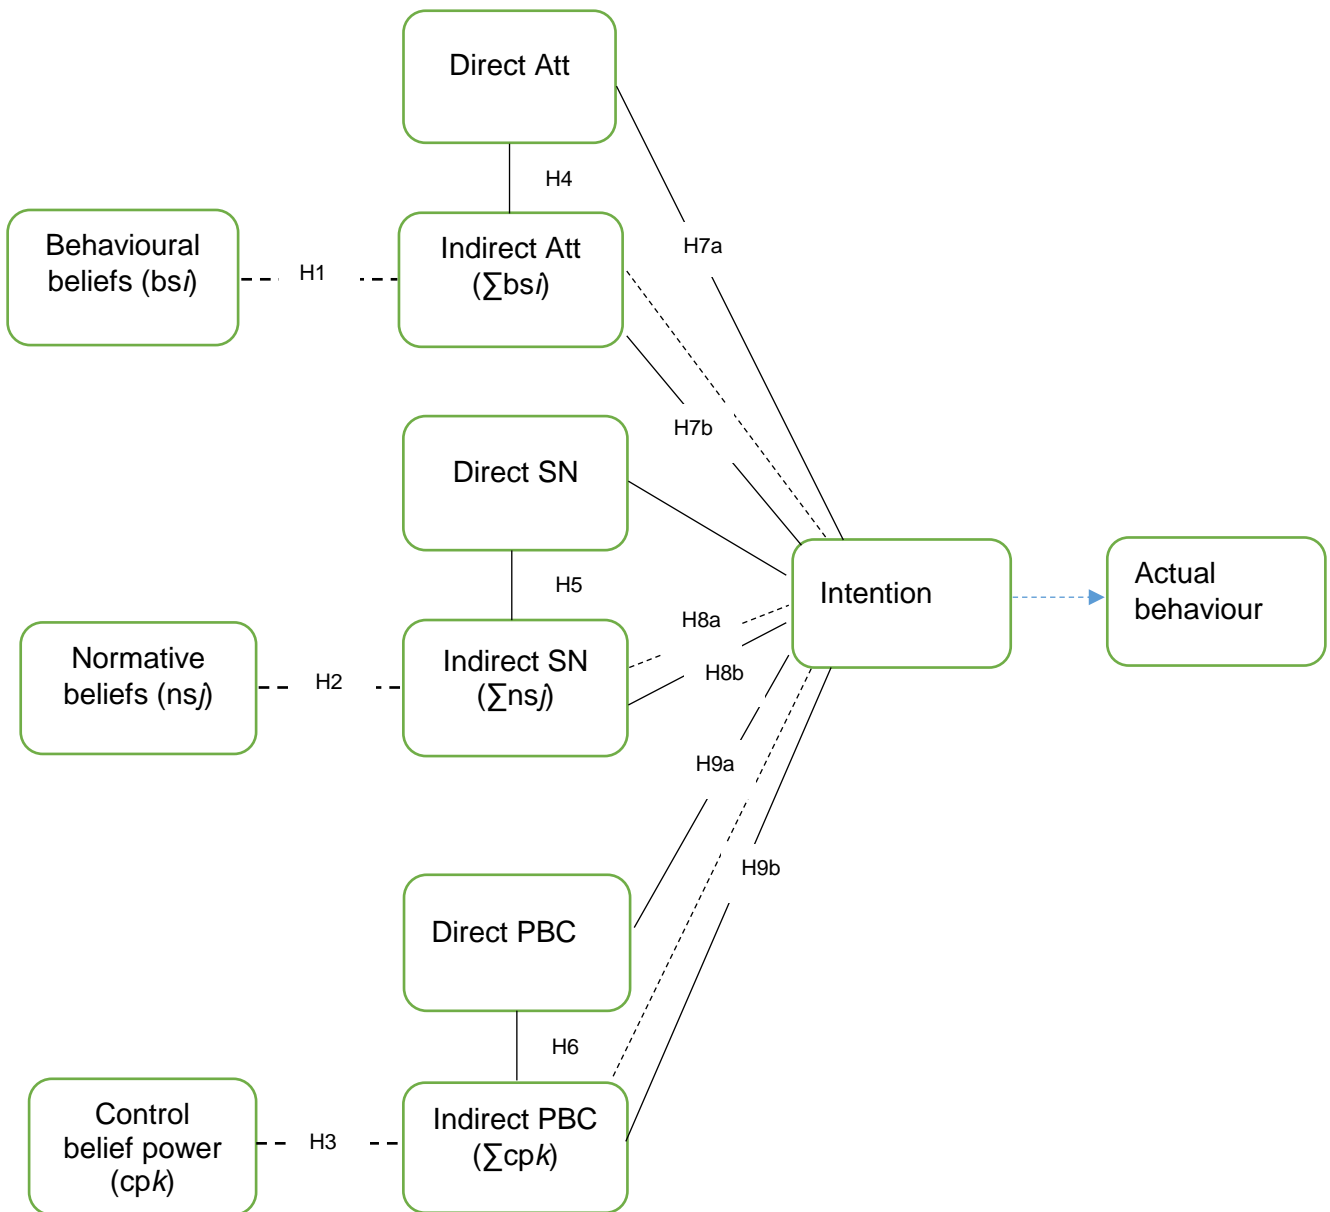 Direct Att
H4
H7a
Behavioural
beliefs (bsi)
H1
Indirect Att
(∑bsi)
H7b
Direct SN
H5
H8a
Intention
Actual
behaviour
Normative
beliefs (nsj)
H2
Indirect SN
(∑nsj)
H8b
H9a
Direct PBC
H9b
H6
Control
belief power
(cpk)
H3
Indirect PBC
(∑cpk)